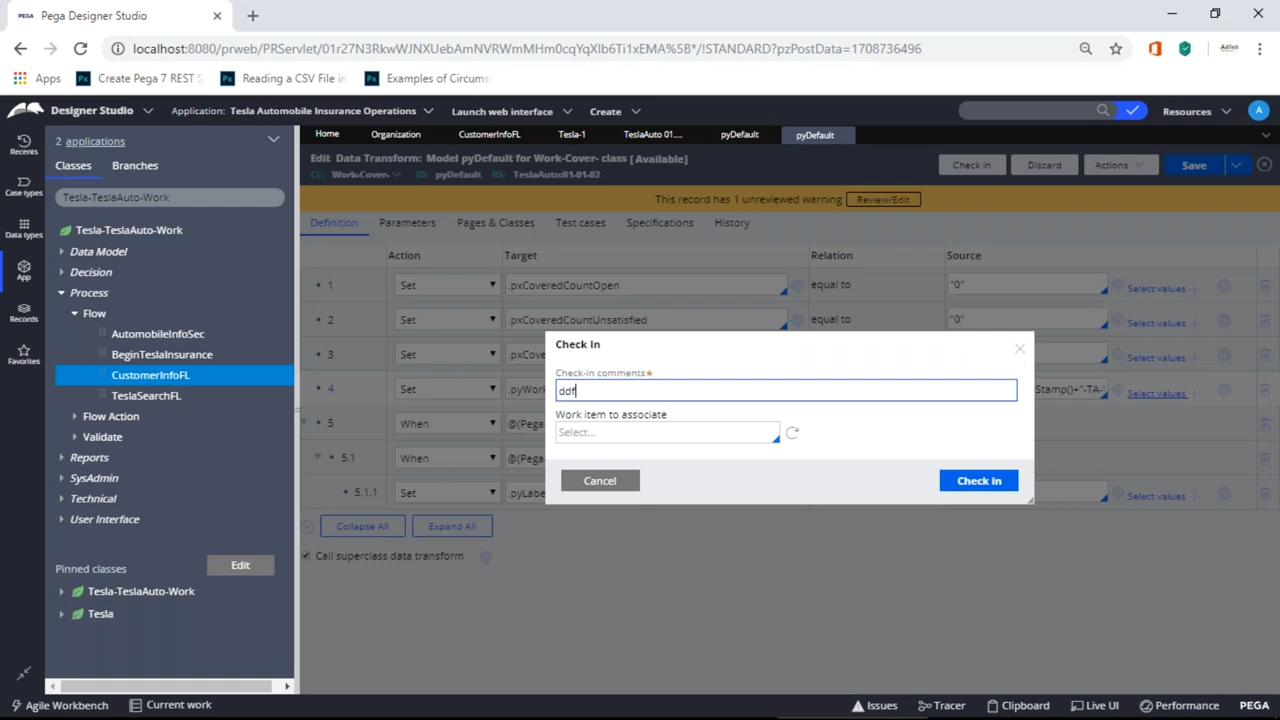 PEGA Pega Designer Studio
localhost:8080/prweb/PRServlet/01r27N3RkwWJNXUebAmNVRWmMHm0cqYqXlb6Ti1xEMA%5B*/!STANDARD?pzPostData=1708736496
Apps Px Create Pega 7 REST S Px Reading a CSV File in Px Examples of Circums
Designer Studio Application: Tesla Automobile Insurance Operations Launch web interface Create Resources A
Recents
Case types
Data types
App
Records
Favorites
2 applications
Classes Branches
Tesla-TeslaAuto-Work
Tesla-TeslaAuto-Work
Data Model
Decision
Process
Flow
AutomobileInfoSec
BeginTeslaInsurance
CustomerInfoFL
TeslaSearchFL
Flow Action
Validate
Reports
SysAdmin
Technical
User Interface
Pinned classes Edit
Tesla-TeslaAuto-Work
Tesla
Home Organization CustomerInfoFL Tesla-1 TeslaAuto 01.... pyDefault pyDefault
Edit Data Transform: Model pyDefault for Work-Cover- class [Available]
CL: Work-Cover- ID: pyDefault RS: TeslaAuto:01-01-02
Check in Discard Actions Save
This record has 1 unreviewed warning Review/Edit
Definition Parameters Pages & Classes Test cases Specifications History
Action Target Relation Source
1 Set .pxCoveredCountOpen equal to "0" Select values
2 Set .pxCoveredCountUnsatisfied equal to "0" Select values
3 Set .pxCove Select values
4 Set .pyWork Stamp()+"-TA-' Select values
5 When @(Pega
5.1 When @(Pega
5.1.1 Set .pyLabe Select values
Collapse All Expand All
Call superclass data transform
Check In
Check-in comments*
ddf
Work item to associate
Select...
Cancel Check in
Agile Workbench Current work Issues Tracer Clipboard Live UI Performance PEGA